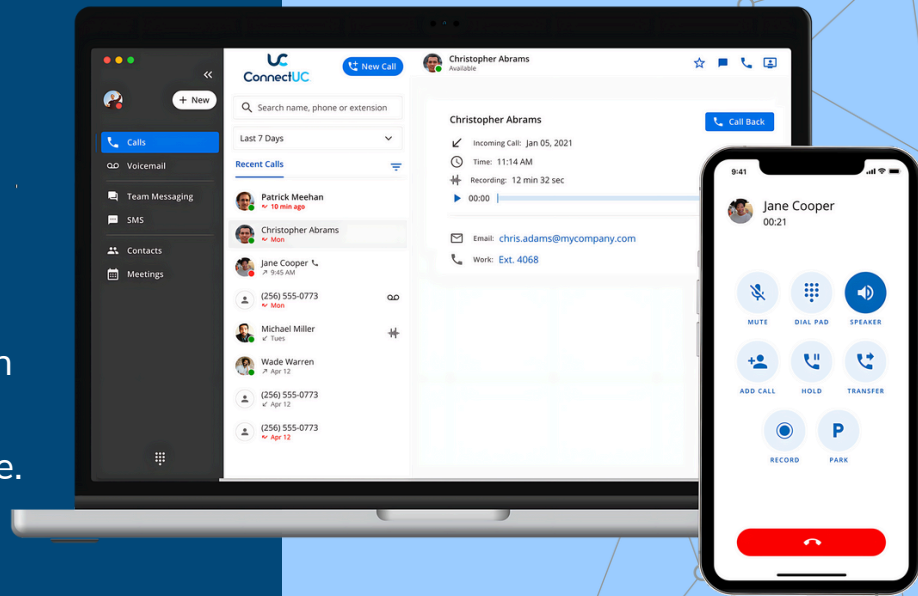 n
e.
UC
ConnectUC
New Call
+ New
Calls
Voicemail
Team Messaging
SMS
Contacts
Meetings
Search name, phone or extension
Last 7 Days
Recent Calls
Patrick Meehan
10 min ago
Christopher Abrams
Mon
Jane Cooper
9:45 AM
(256) 555-0773
Mon
Michael Miller
Tues
Wade Warren
Apr 12
(256) 555-0773
Apr 12
(256) 555-0773
Apr 12
Christopher Abrams
Available
Christopher Abrams
Call Back
Incoming Call: Jan 05, 2021
Time: 11:14 AM
Recording: 12 min 32 sec
00:00
Email: chris.adams@mycompany.com
Work: Ext. 4068
9:41
Jane Cooper
00:21
MUTE DIAL PAD SPEAKER
ADD CALL HOLD TRANSFER
P
RECORD PARK